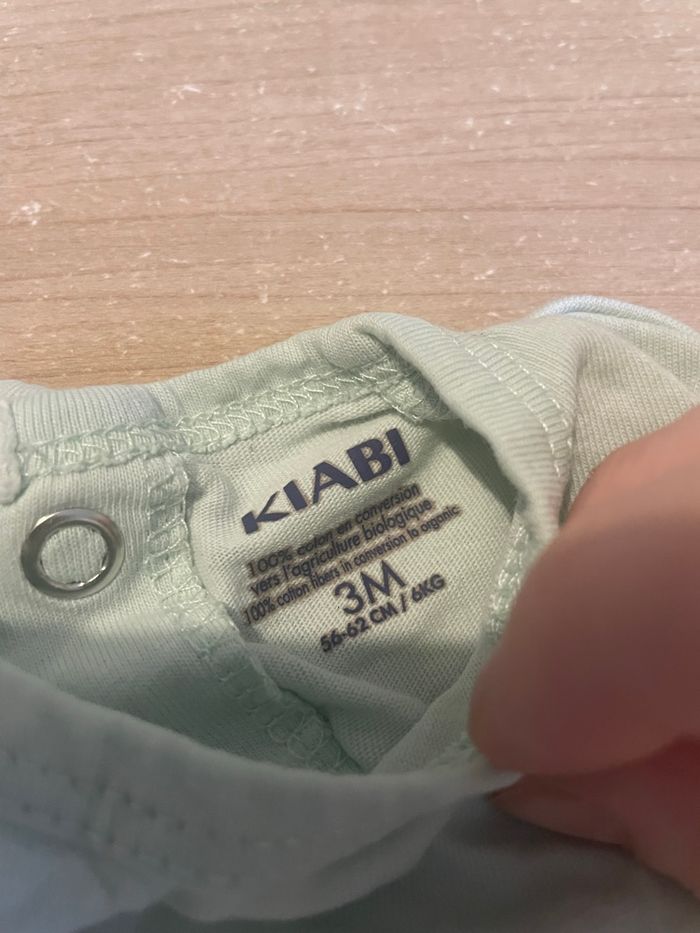 KIABI
100% coton en conversion
vers l'agriculture biologique
100% cotton fibers in conversion to organic
3M
56-62 CM / 6KG